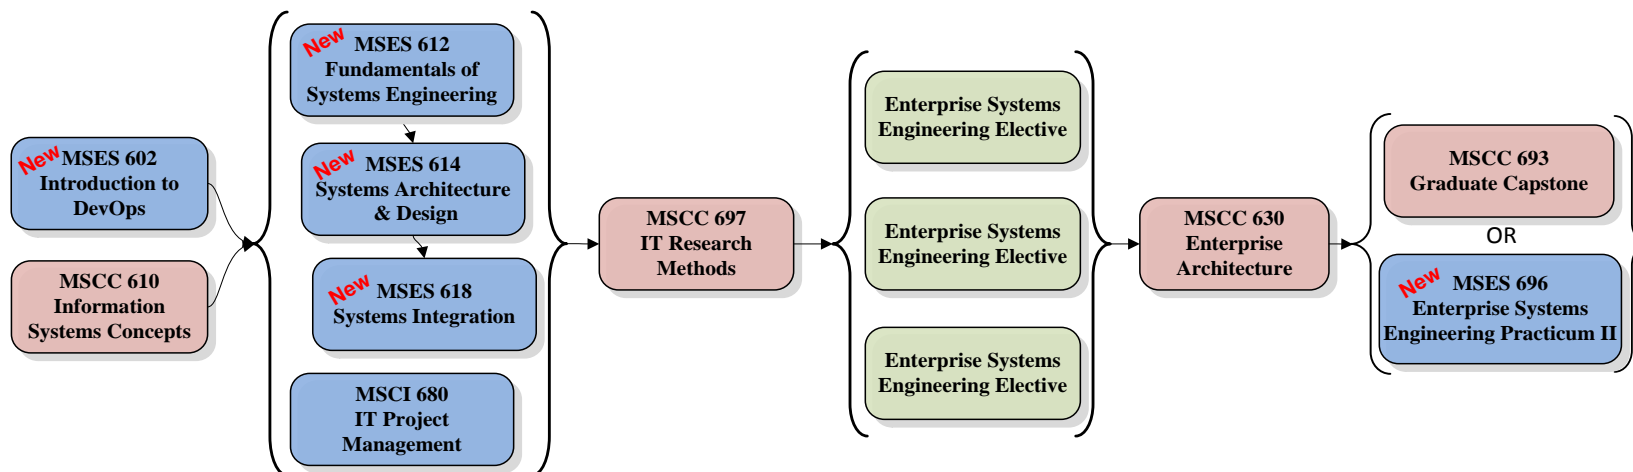 New
MSES 602
Introduction to
DevOps
MSCC 610
Information
Systems Concepts
New
MSES 612
Fundamentals of
Systems Engineering
New
MSES 614
Systems Architecture
& Design
New
MSES 618
Systems Integration
MSCI 680
IT Project
Management
MSCC 697
IT Research
Methods
Enterprise Systems
Engineering Elective
Enterprise Systems
Engineering Elective
Enterprise Systems
Engineering Elective
MSCC 630
Enterprise
Architecture
MSCC 693
Graduate Capstone
OR
New
MSES 696
Enterprise Systems
Engineering Practicum II